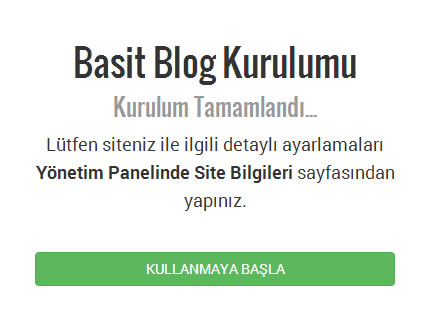 Basit Blog Kurulumu
Kurulum Tamamlandı...
Lütfen siteniz ile ilgili detaylı ayarlamaları
Yönetim Panelinde Site Bilgileri sayfasından
yapınız.
KULLANMAYA BAŞLA